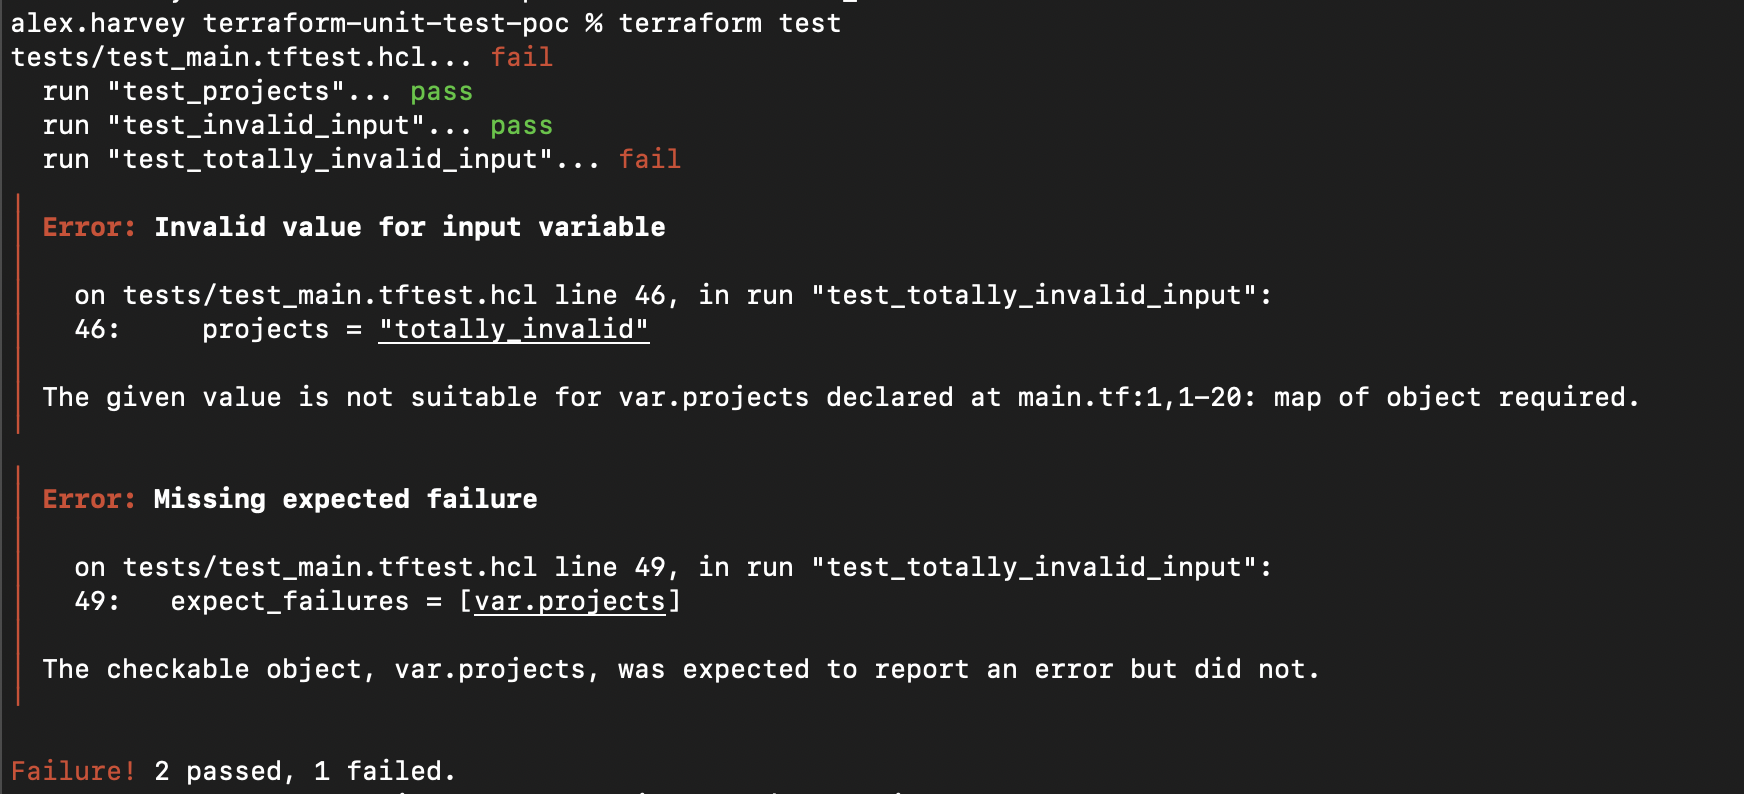 alex.harvey terraform-unit-test-poc % terraform test
tests/test_main.tftest.hcl... fail
  run "test_projects"... pass
  run "test_invalid_input"... pass
  run "test_totally_invalid_input"... fail
Error: Invalid value for input variable
on tests/test_main.tftest.hcl line 46, in run "test_totally_invalid_input":
46:     projects = "totally_invalid"
The given value is not suitable for var.projects declared at main.tf:1,1-20: map of object required.
Error: Missing expected failure
on tests/test_main.tftest.hcl line 49, in run "test_totally_invalid_input":
49:   expect_failures = [var.projects]
The checkable object, var.projects, was expected to report an error but did not.
Failure! 2 passed, 1 failed.